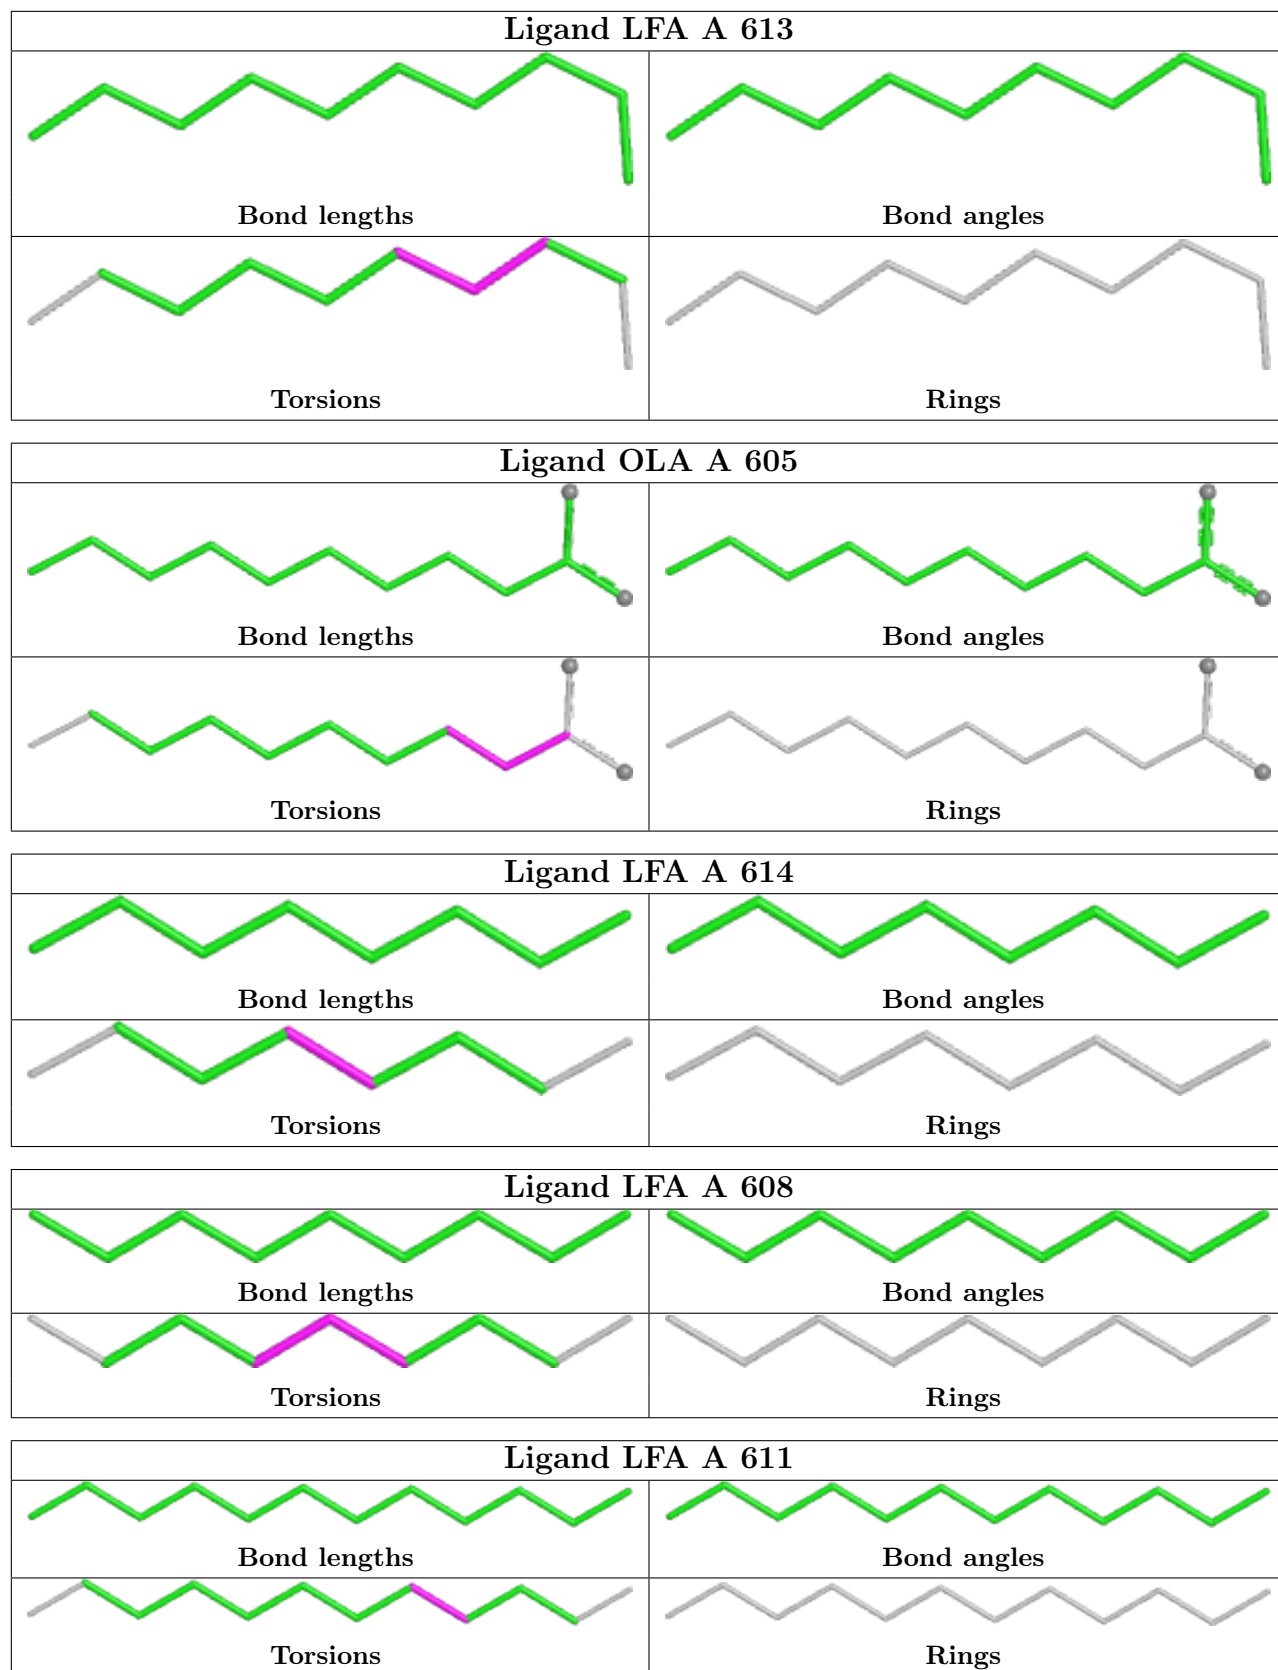 Ligand LFA A 613
Bond lengths Bond angles
Torsions Rings
Ligand OLA A 605
Bond lengths Bond angles
Torsions Rings
Ligand LFA A 614
Bond lengths Bond angles
Torsions Rings
Ligand LFA A 608
Bond lengths Bond angles
Torsions Rings
Ligand LFA A 611
Bond lengths Bond angles
Torsions Rings